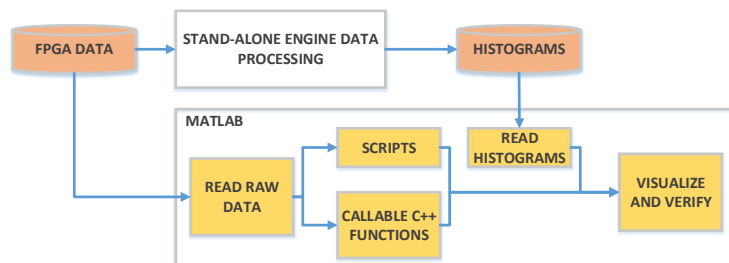 FPGA DATA
STAND-ALONE ENGINE DATA
PROCESSING
HISTOGRAMS
MATLAB
READ RAW
DATA
SCRIPTS
CALLABLE C++
FUNCTIONS
READ
HISTOGRAMS
VISUALIZE
AND VERIFY